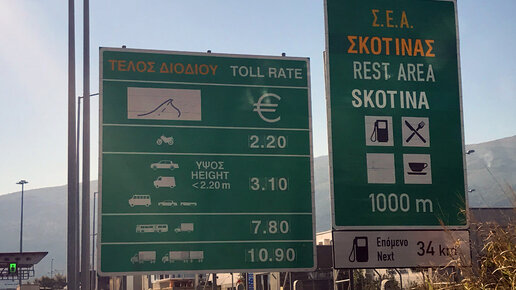 ΤΕΛΟΣ ΔΙΟΔΙΟΥ TOLL RATE
€
2.20
ΥΨΟΣ
HEIGHT
< 2.20 m
3.10
7.80
10.90
Σ.Ε.Α.
ΣΚΟΤΙΝΑΣ
REST AREA
SKOTINA
1000 m
Επόμενο
Next
34 km